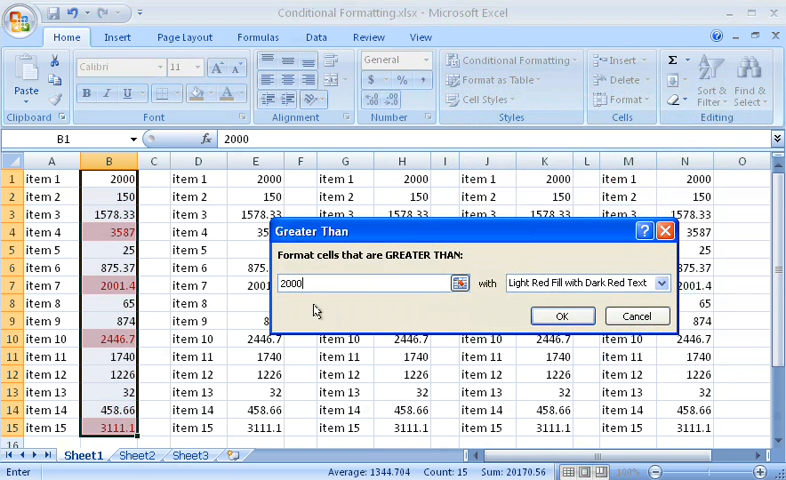 Conditional Formatting.xlsx - Microsoft Excel
Home Insert Page Layout Formulas Data Review View
Paste
Clipboard
Calibri 11
B I U A A A
Font
Alignment
General
$ % ,
Number
Conditional Formatting
Format as Table
Cell Styles
Styles
Insert
Delete
Format
Cells
Σ
Sort & Filter
Find & Select
Editing
B1 fx 2000
A B C D E F G H I J K L M N O
1 item 1 2000 item 1 2000 item 1 2000 item 1 2000 item 1 2000
2 item 2 150 item 2 150 item 2 150 item 2 150 item 2 150
3 item 3 1578.33 item 3 1578.33 item 3 1578.33 item 3 1578.33 item 3 1578.33
4 item 4 3587 item 4 35 3587
5 item 5 25 item 5 25
6 item 6 875.37 item 6 875. 875.37
7 item 7 2001.4 item 7 200 2001.4
8 item 8 65 item 8 65
9 item 9 874 item 9 8 874
10 item 10 2446.7 item 10 2446.7 item 10 2446.7 item 10 2446.7 item 10 2446.7
11 item 11 1740 item 11 1740 item 11 1740 item 11 1740 item 11 1740
12 item 12 1226 item 12 1226 item 12 1226 item 12 1226 item 12 1226
13 item 13 32 item 13 32 item 13 32 item 13 32 item 13 32
14 item 14 458.66 item 14 458.66 item 14 458.66 item 14 458.66 item 14 458.66
15 item 15 3111.1 item 15 3111.1 item 15 3111.1 item 15 3111.1 item 15 3111.1
16
Greater Than
Format cells that are GREATER THAN:
2000 with Light Red Fill with Dark Red Text
OK Cancel
Sheet1 Sheet2 Sheet3
Enter Average: 1344.704 Count: 15 Sum: 20170.56 100%